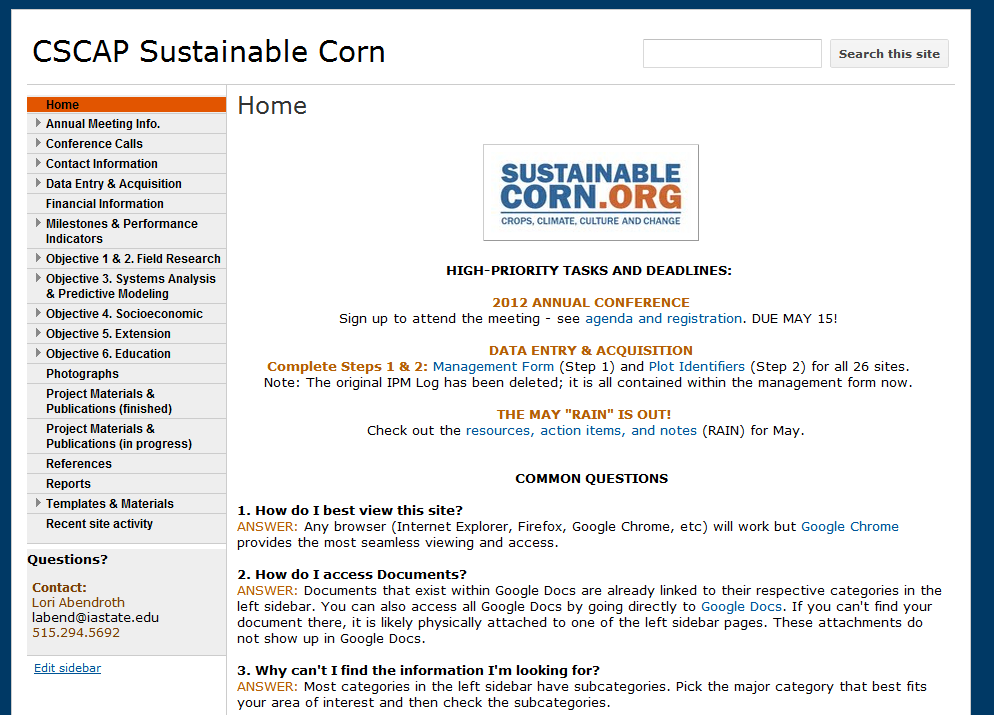 CSCAP Sustainable Corn
Search this site
Home
Annual Meeting Info.
Conference Calls
Contact Information
Data Entry & Acquisition
Financial Information
Milestones & Performance
Indicators
Objective 1 & 2. Field Research
Objective 3. Systems Analysis
& Predictive Modeling
Objective 4. Socioeconomic
Objective 5. Extension
Objective 6. Education
Photographs
Project Materials &
Publications (finished)
Project Materials &
Publications (in progress)
References
Reports
Templates & Materials
Recent site activity
Questions?
Contact:
Lori Abendroth
labend@iastate.edu
515.294.5692
Edit sidebar
Home
SUSTAINABLE
CORN.ORG
CROPS, CLIMATE, CULTURE AND CHANGE
HIGH-PRIORITY TASKS AND DEADLINES:
2012 ANNUAL CONFERENCE
Sign up to attend the meeting - see agenda and registration. DUE MAY 15!
DATA ENTRY & ACQUISITION
Complete Steps 1 & 2: Management Form (Step 1) and Plot Identifiers (Step 2) for all 26 sites.
Note: The original IPM Log has been deleted; it is all contained within the management form now.
THE MAY "RAIN" IS OUT!
Check out the resources, action items, and notes (RAIN) for May.
COMMON QUESTIONS
1. How do I best view this site?
ANSWER: Any browser (Internet Explorer, Firefox, Google Chrome, etc) will work but Google Chrome
provides the most seamless viewing and access.
2. How do I access Documents?
ANSWER: Documents that exist within Google Docs are already linked to their respective categories in the
left sidebar. You can also access all Google Docs by going directly to Google Docs. If you can't find your
document there, it is likely physically attached to one of the left sidebar pages. These attachments do
not show up in Google Docs.
3. Why can't I find the information I'm looking for?
ANSWER: Most categories in the left sidebar have subcategories. Pick the major category that best fits
your area of interest and then check the subcategories.